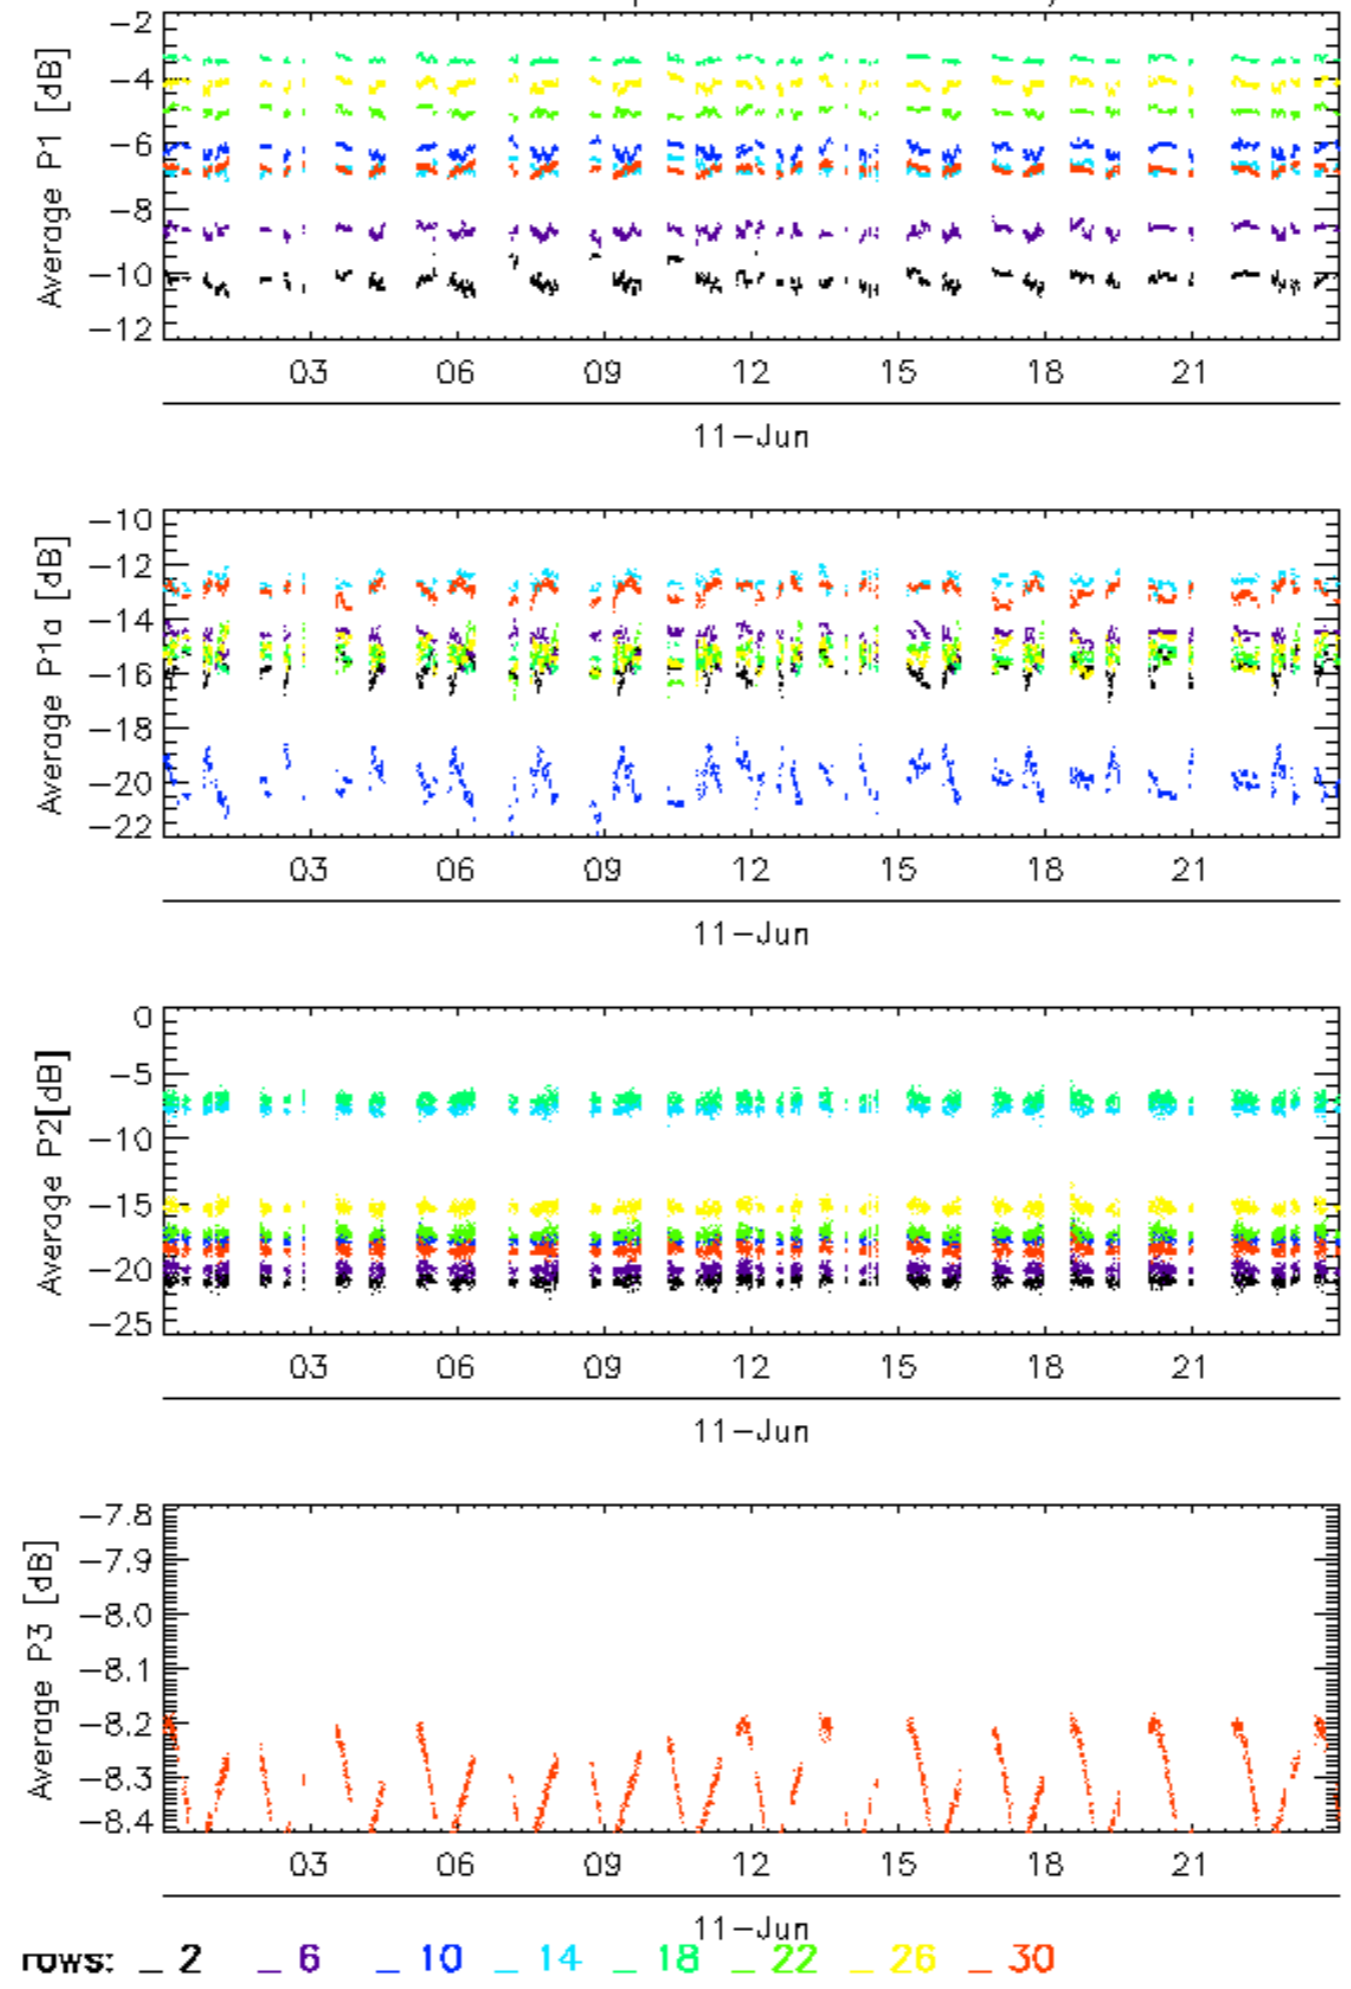 Average P1 [dB]
-2
-4
-6
-8
-10
-12
03 06 09 12 15 18 21
11-Jun
Average P1a [dB]
-10
-12
-14
-16
-18
-20
-22
03 06 09 12 15 18 21
11-Jun
Average P2[dB]
0
-5
-10
-15
-20
-25
03 06 09 12 15 18 21
11-Jun
Average P3 [dB]
-7.8
-7.9
-8.0
-8.1
-8.2
-8.3
-8.4
03 06 09 12 15 18 21
11-Jun
rows: _ 2 _ 6 _ 10 _ 14 _ 18 _ 22 _ 26 _ 30